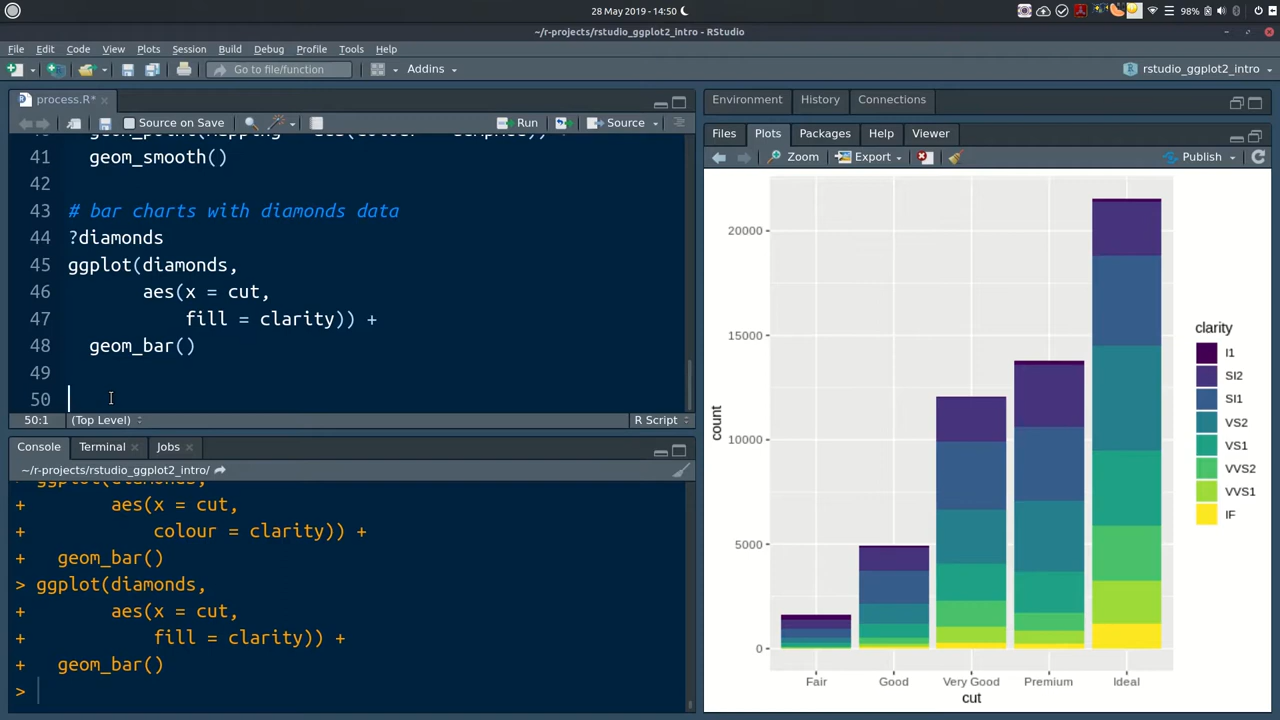 28 May 2019 - 14:50
98%
~/r-projects/rstudio_ggplot2_intro - RStudio
File Edit Code View Plots Session Build Debug Profile Tools Help
Go to file/function Addins rstudio_ggplot2_intro
process.R*
Source on Save Run Source
41 geom_smooth()
42
43 # bar charts with diamonds data
44 ?diamonds
45 ggplot(diamonds,
46 aes(x = cut,
47 fill = clarity)) +
48 geom_bar()
49
50
50:1 (Top Level) R Script
Console Terminal Jobs
~/r-projects/rstudio_ggplot2_intro/
> ggplot(diamonds,
+ aes(x = cut,
+ colour = clarity)) +
+ geom_bar()
> ggplot(diamonds,
+ aes(x = cut,
+ fill = clarity)) +
+ geom_bar()
>
Environment History Connections
Files Plots Packages Help Viewer
Zoom Export Publish
20000
15000
10000
5000
0
count
Fair Good Very Good Premium Ideal
cut
clarity
I1
SI2
SI1
VS2
VS1
VVS2
VVS1
IF